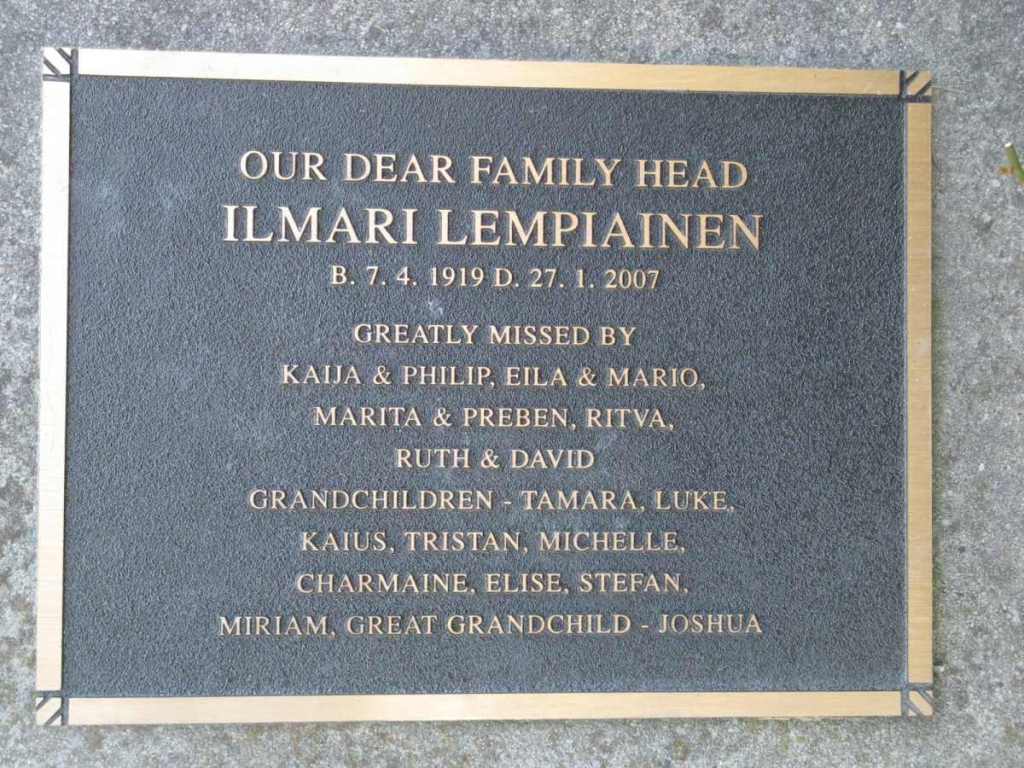 OUR DEAR FAMILY HEAD
ILMARI LEMPIAINEN
B. 7. 4. 1919 D. 27. 1. 2007
GREATLY MISSED BY
KAIJA & PHILIP, EILA & MARIO,
MARITA & PREBEN, RITVA,
RUTH & DAVID
GRANDCHILDREN - TAMARA, LUKE,
KAIUS, TRISTAN, MICHELLE,
CHARMAINE, ELISE, STEFAN,
MIRIAM, GREAT GRANDCHILD - JOSHUA